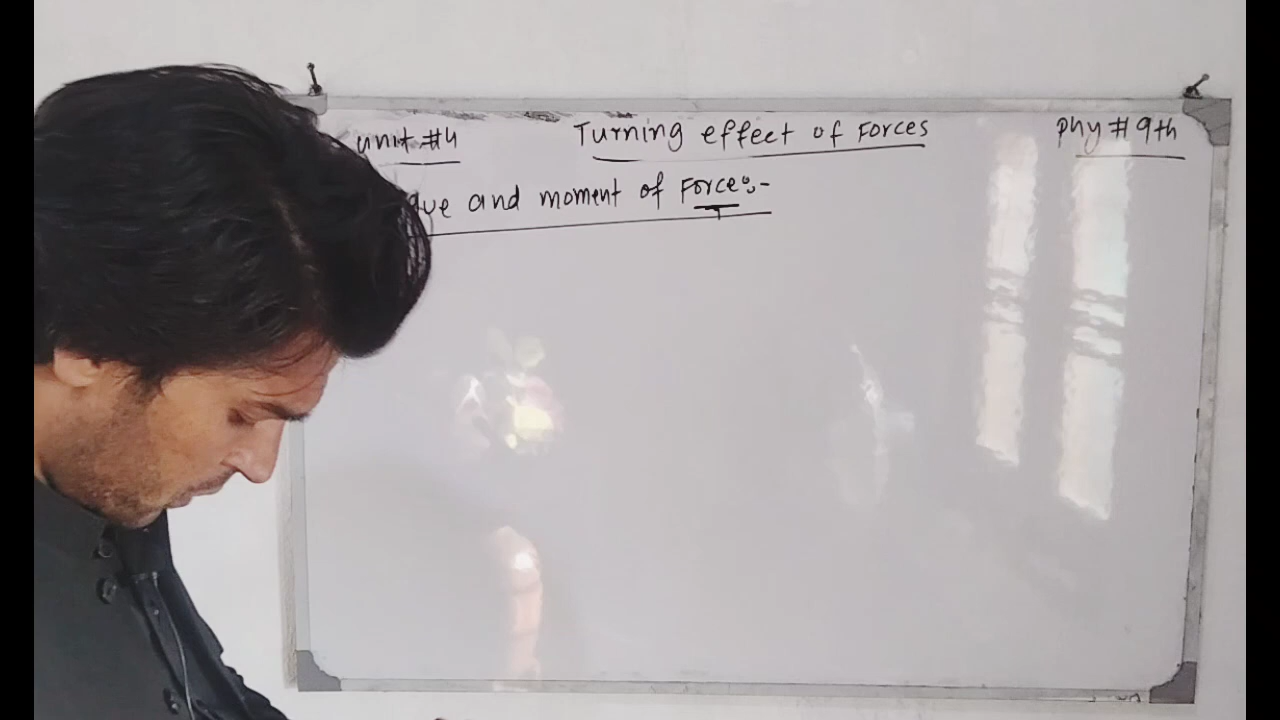 unit #4 Turning effect of Forces phy # 9th
que and moment of Force:-